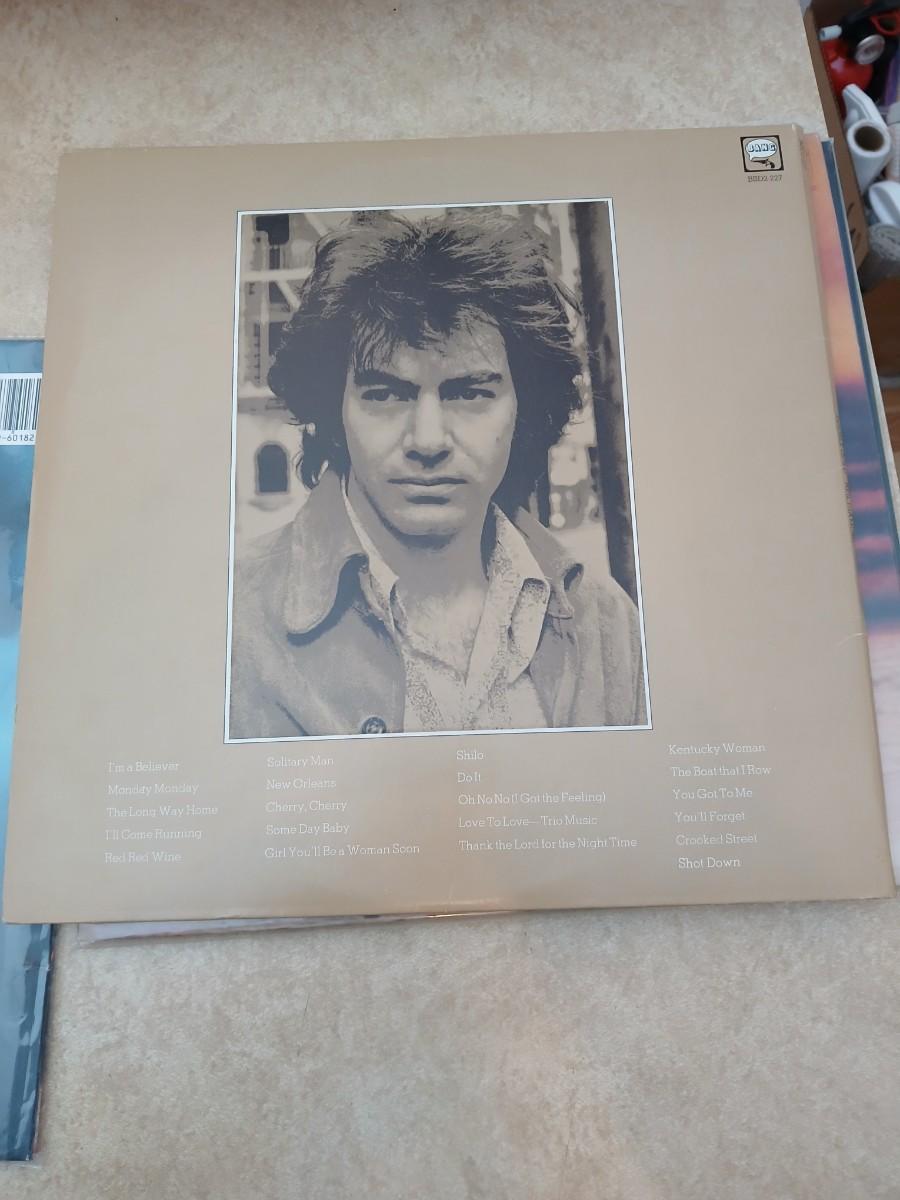 BANG
BSD2-227
-60182
I'm a Believer
Monday Monday
The Long Way Home
I'll Come Running
Red Red Wine
Solitary Man
New Orleans
Cherry, Cherry
Some Day Baby
Girl You'll Be a Woman Soon
Shilo
Do It
Oh No No (I Got the Feeling)
Love To Love—Trio Music
Thank the Lord for the Night Time
Kentucky Woman
The Boat that I Row
You Got To Me
You'll Forget
Crooked Street
Shot Down